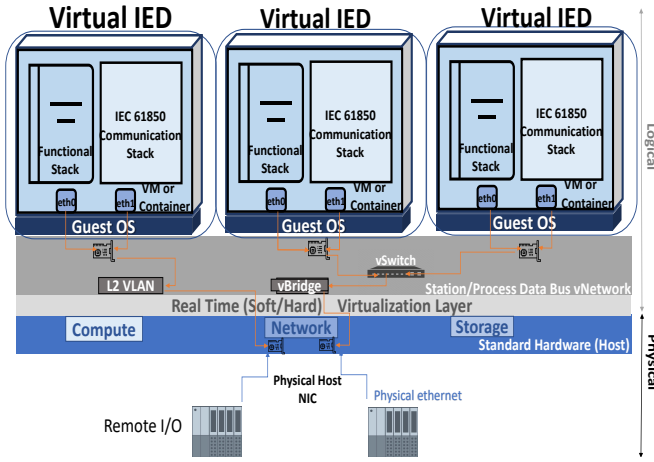 Virtual IED
Virtual IED
Virtual IED
Functional
Stack
IEC 61850
Communication
Stack
eth0
eth1
VM or
Container
Guest OS
Functional
Stack
IEC 61850
Communication
Stack
eth0
eth1
VM or
Container
Guest OS
Functional
Stack
IEC 61850
Communication
Stack
eth0
eth1
VM or
Container
Guest OS
Logical
vSwitch
L2 VLAN
vBridge
Station/Process Data Bus vNetwork
Real Time (Soft/Hard) Virtualization Layer
Compute
Network
Storage
Standard Hardware (Host)
Physical
Physical Host
NIC
Physical ethernet
Remote I/O